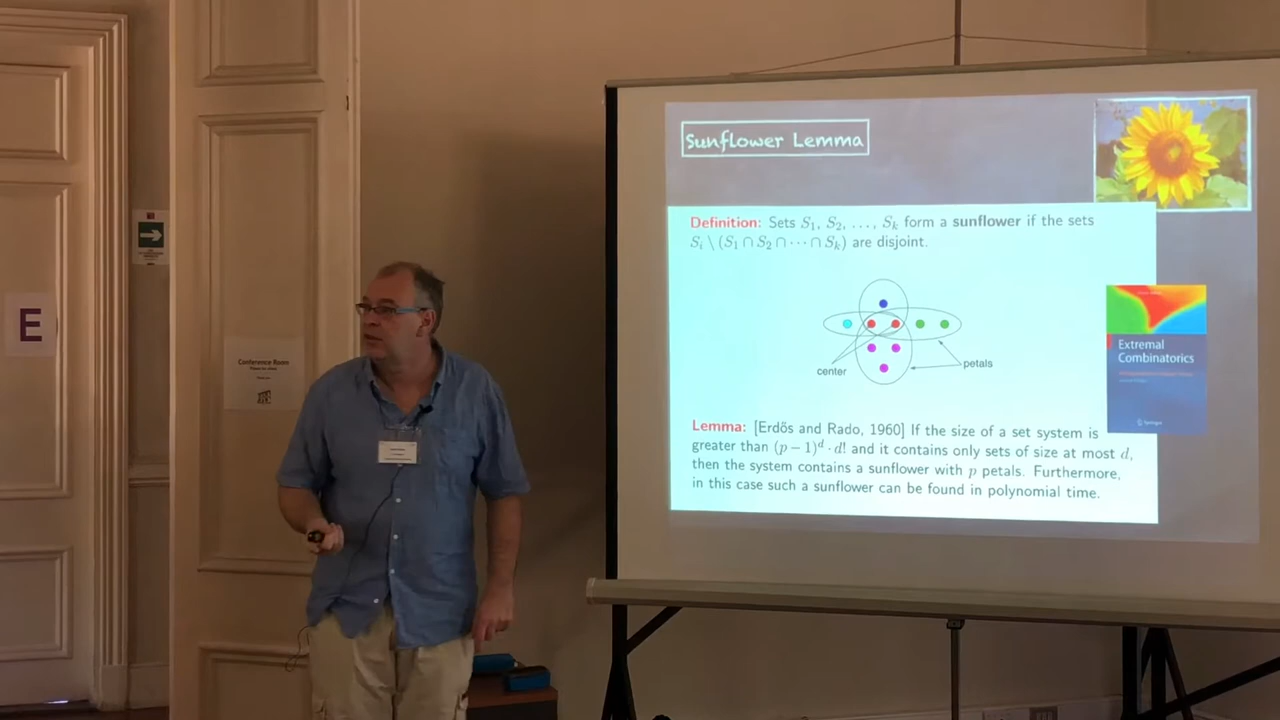 E
Conference Room
Sunflower Lemma
Definition: Sets S₁, S₂, ..., Sₖ form a sunflower if the sets
Sᵢ \ (S₁ ∩ S₂ ∩ ··· ∩ Sₖ) are disjoint.
center
petals
Lemma: [Erdős and Rado, 1960] If the size of a set system is
greater than (p − 1)ᵈ · d! and it contains only sets of size at most d,
then the system contains a sunflower with p petals. Furthermore,
in this case such a sunflower can be found in polynomial time.
Extremal
Combinatorics
Springer